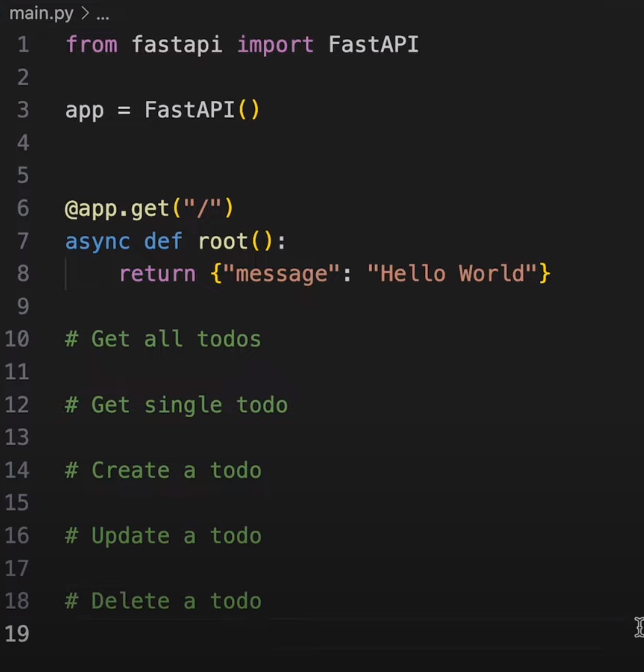 main.py > ...
1 from fastapi import FastAPI
2
3 app = FastAPI()
4
5
6 @app.get("/")
7 async def root():
8     return {"message": "Hello World"}
9
10 # Get all todos
11
12 # Get single todo
13
14 # Create a todo
15
16 # Update a todo
17
18 # Delete a todo
19